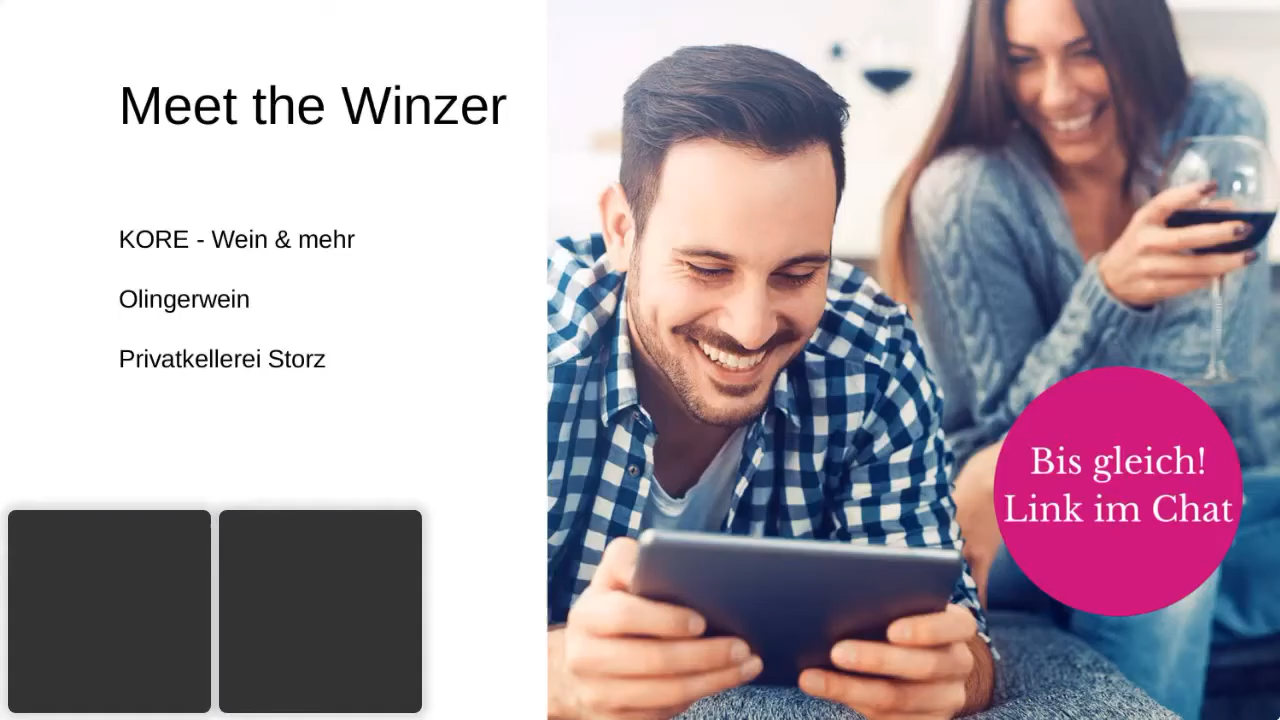 Meet the Winzer
KORE - Wein & mehr
Olingerwein
Privatkellerei Storz
Bis gleich!
Link im Chat